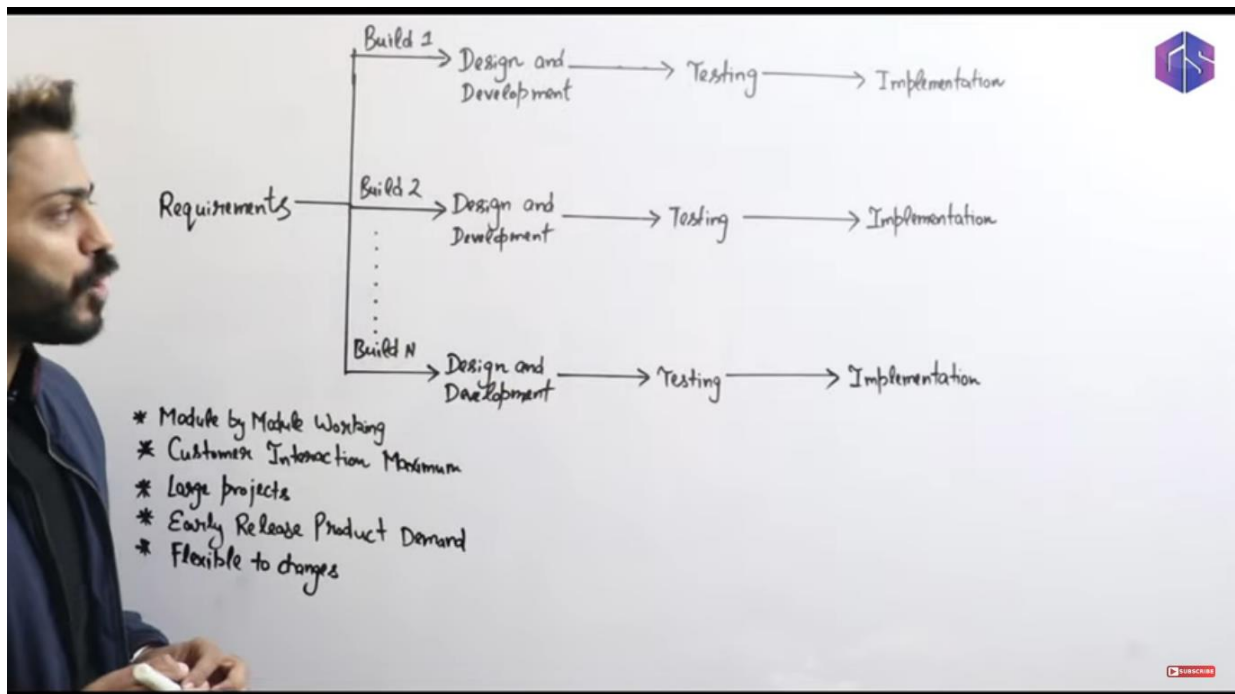 Build 1
Design and
Development
Testing
Implementation
Requirements
Build 2
Design and
Development
Testing
Implementation
Build N
Design and
Development
Testing
Implementation
* Module by Module Working
* Customer Interaction Maximum
* Large projects
* Early Release Product Demand
* Flexible to changes
SUBSCRIBE